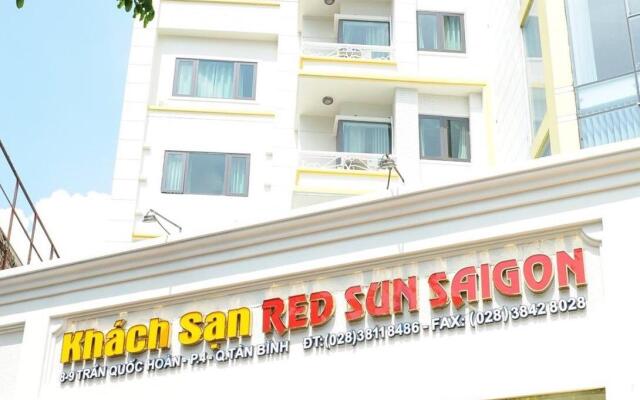 Khách Sạn RED SUN SAIGON
8-9 TRẦN QUỐC HOÀN - P.4 - Q.TÂN BÌNH ĐT: (028)3811 8486 - FAX: (028)3842 8028